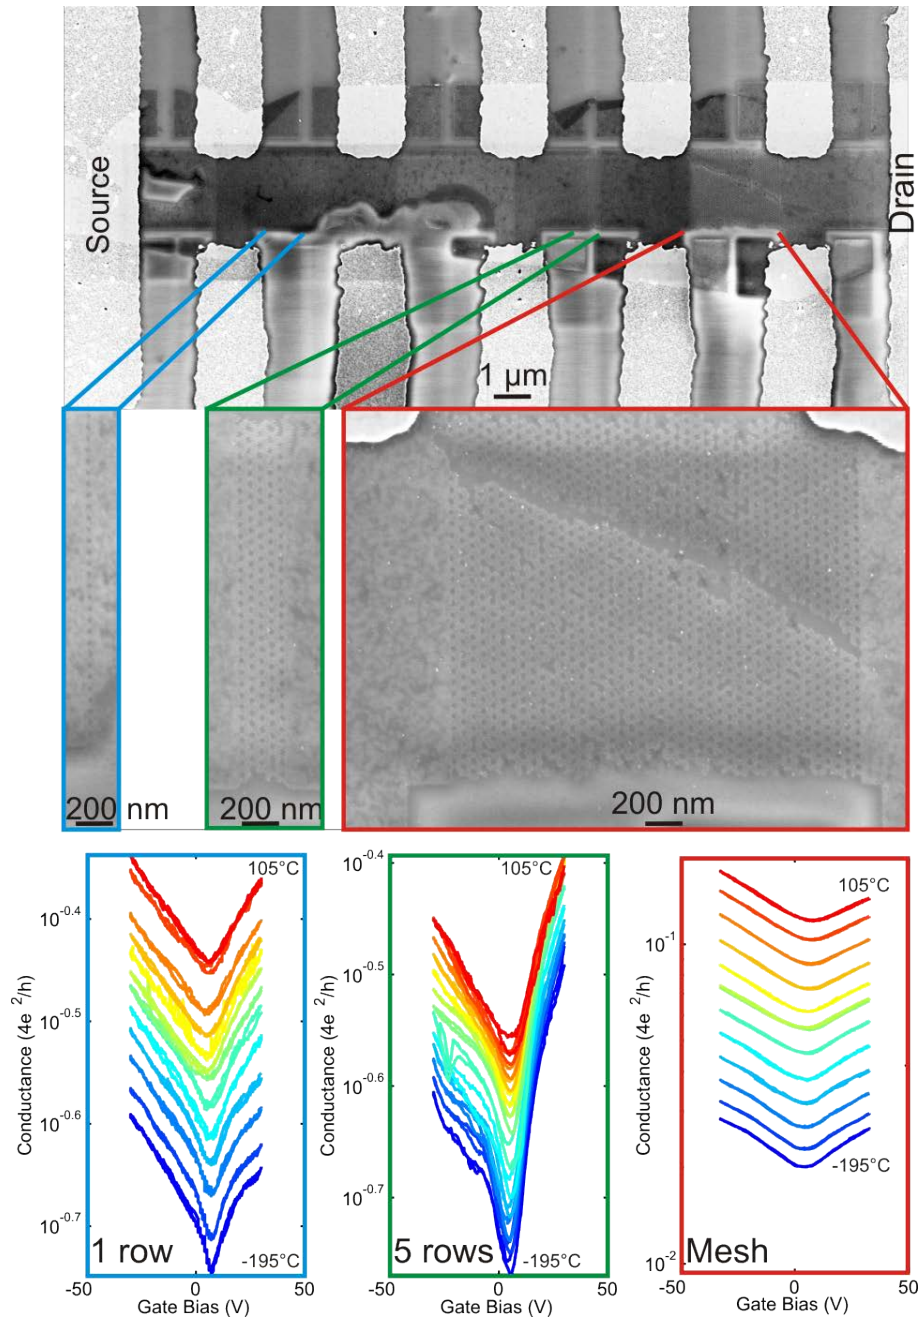 Source
Drain
1 µm
200 nm
200 nm
200 nm
10^-0.4
10^-0.5
10^-0.6
10^-0.7
Conductance (4e^2/h)
105°C
-195°C
1 row
-50
0
50
Gate Bias (V)
10^-0.4
10^-0.5
10^-0.6
10^-0.7
Conductance (4e^2/h)
105°C
5 rows
-195°C
0
50
Gate Bias (V)
10^-1
10^-2
Conductance (4e^2/h)
105°C
-195°C
Mesh
-50
0
50
Gate Bias (V)